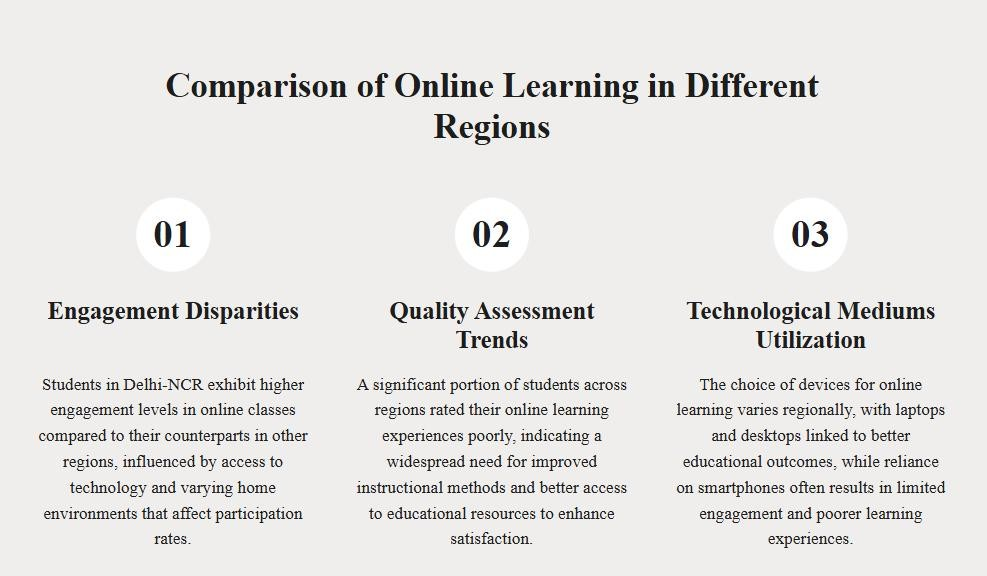 Comparison of Online Learning in Different
Regions
01
Engagement Disparities
Students in Delhi-NCR exhibit higher
engagement levels in online classes
compared to their counterparts in other
regions, influenced by access to
technology and varying home
environments that affect participation
rates.
02
Quality Assessment
Trends
A significant portion of students across
regions rated their online learning
experiences poorly, indicating a
widespread need for improved
instructional methods and better access
to educational resources to enhance
satisfaction.
03
Technological Mediums
Utilization
The choice of devices for online
learning varies regionally, with laptops
and desktops linked to better
educational outcomes, while reliance
on smartphones often results in limited
engagement and poorer learning
experiences.